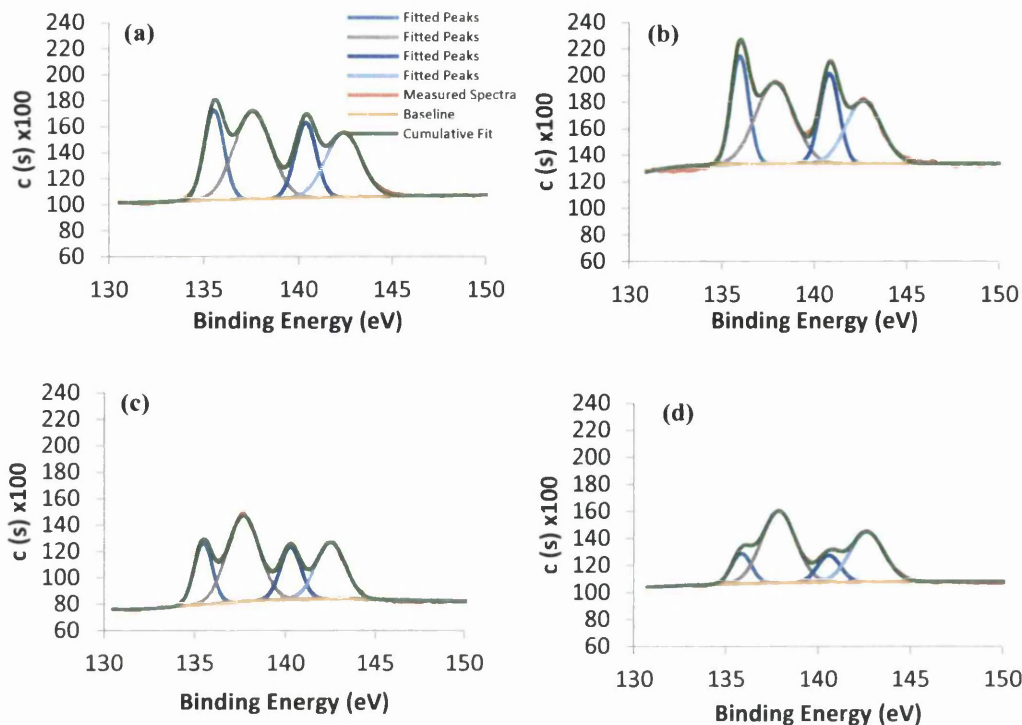 (a)
240
220
200
180
160
140
120
100
80
60
c (s) x100
130 135 140 145 150
Binding Energy (eV)
Fitted Peaks
Fitted Peaks
Fitted Peaks
Fitted Peaks
Measured Spectra
Baseline
Cumulative Fit
(b)
240
220
200
180
160
140
120
100
80
60
c (s) x100
130 135 140 145 150
Binding Energy (eV)
(c)
240
220
200
180
160
140
120
100
80
60
c (s) x100
130 135 140 145 150
Binding Energy (eV)
(d)
240
220
200
180
160
140
120
100
80
60
c (s) x100
130 135 140 145 150
Binding Energy (eV)